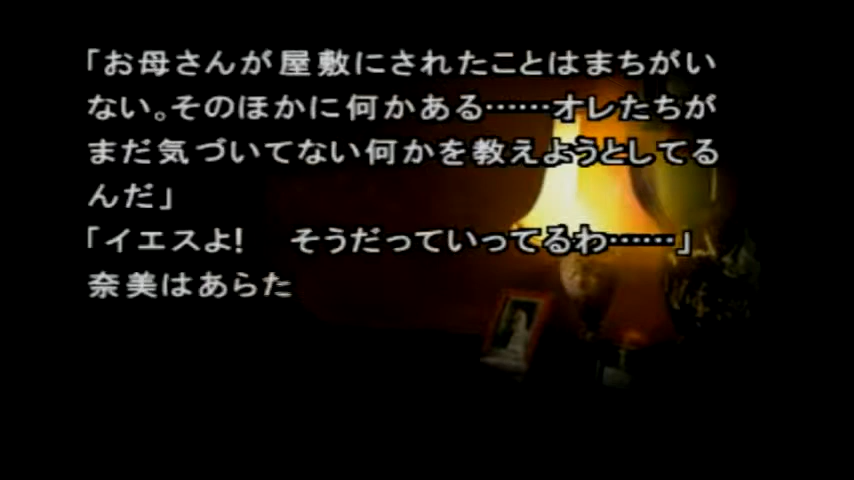 「お母さんが屋敷にされたことはまちがい
ない。そのほかに何かある……オレたちが
まだ気づいてない何かを教えようとしてる
んだ」
「イエスよ!　そうだっていってるわ……」
奈美はあらた